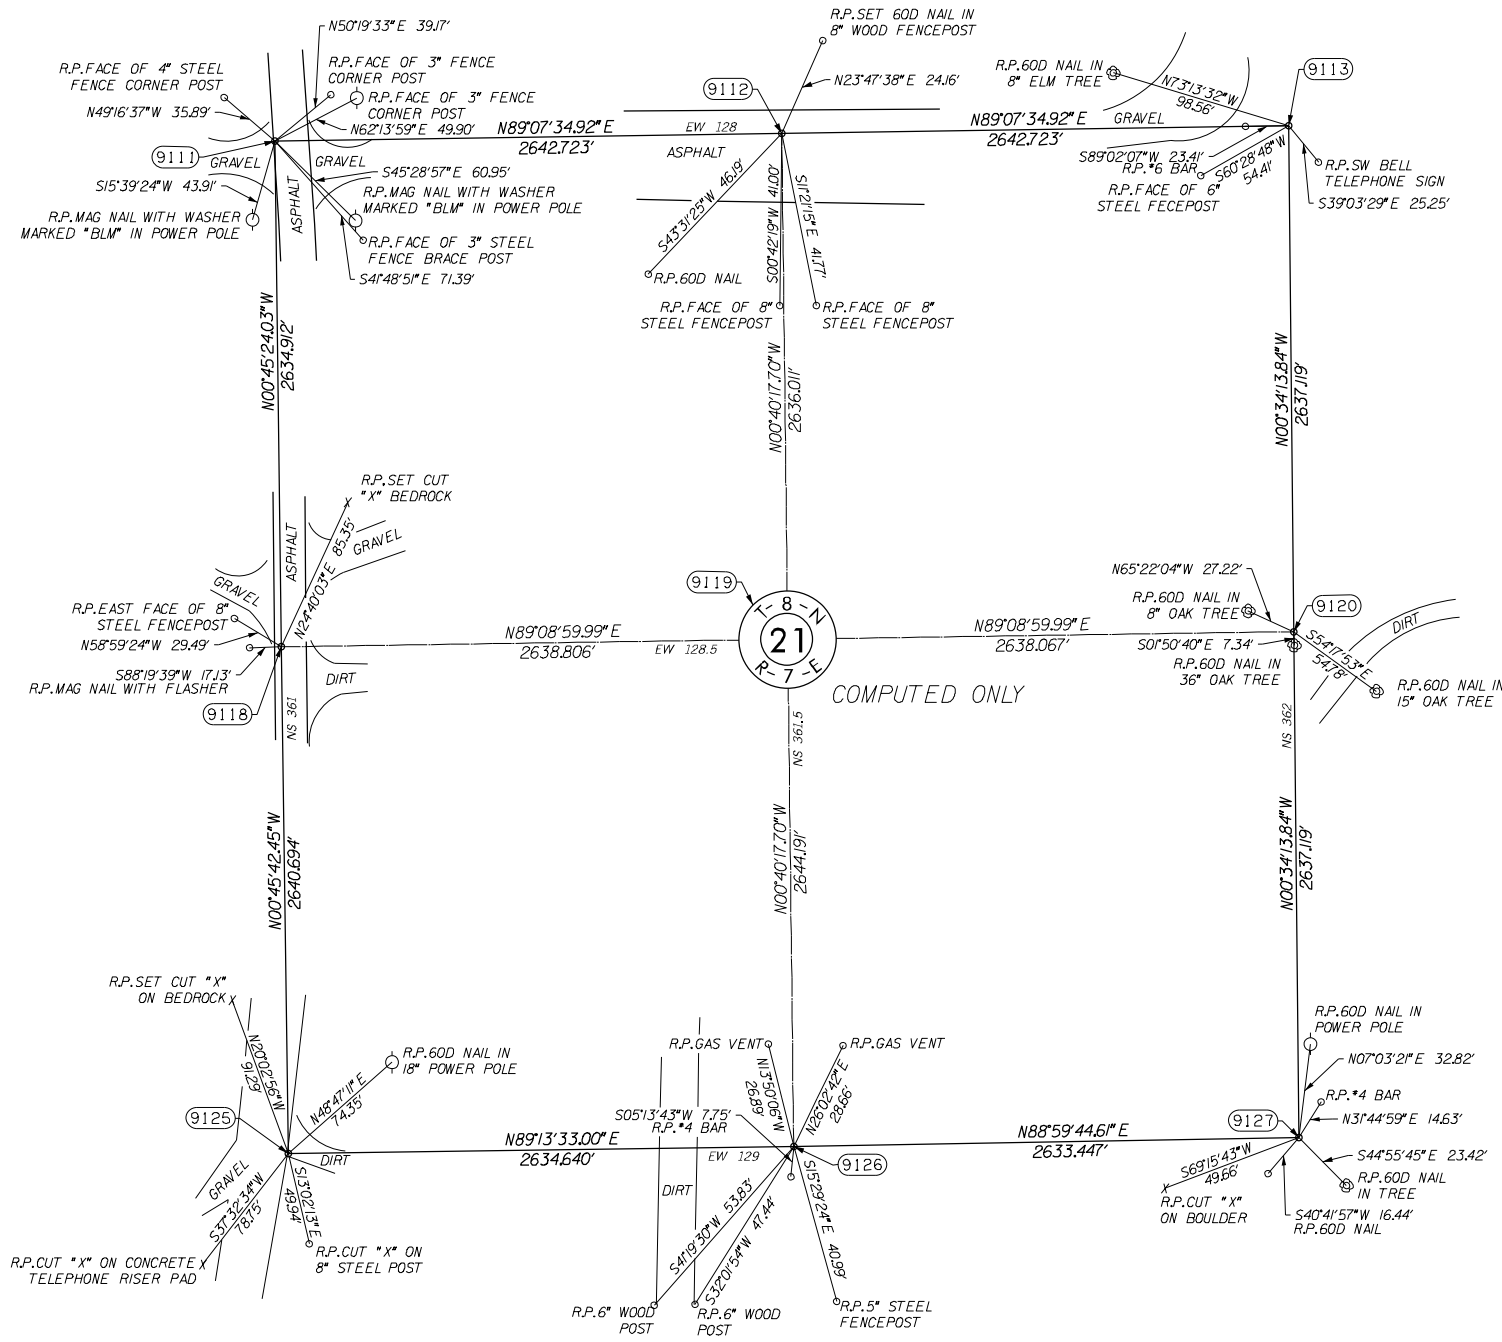 N50°19'33"E 39.17'
R.P. FACE OF 4" STEEL
FENCE CORNER POST
N49°16'37"W 35.89'
R.P. FACE OF 3" FENCE
CORNER POST
R.P. FACE OF 3" FENCE
CORNER POST
N62°13'59"E 49.90'
9111
GRAVEL
GRAVEL
ASPHALT
S15°39'24"W 43.91'
R.P. MAG NAIL WITH WASHER
MARKED "BLM" IN POWER POLE
S45°28'57"E 60.95'
R.P. MAG NAIL WITH WASHER
MARKED "BLM" IN POWER POLE
R.P. FACE OF 3" STEEL
FENCE BRACE POST
S41°48'51"E 71.39'
N89°07'34.92"E
2642.723'
EW 128
ASPHALT
9112
R.P. SET 60D NAIL IN
8" WOOD FENCEPOST
N23°47'38"E 24.16'
S43°31'25"W 46.19'
R.P. 60D NAIL
S00°42'19"W 41.00'
R.P. FACE OF 8"
STEEL FENCEPOST
S11°21'15"E 41.77'
R.P. FACE OF 8"
STEEL FENCEPOST
N89°07'34.92"E
2642.723'
GRAVEL
R.P. 60D NAIL IN
8" ELM TREE
N73°13'32"W
98.56'
9113
S89°02'07"W 23.41'
R.P. #6 BAR
S60°28'48"W
54.41'
R.P. FACE OF 6"
STEEL FECEPOST
R.P. SW BELL
TELEPHONE SIGN
S39°03'29"E 25.25'
N00°45'24.03"W
2634.912'
N00°40'17.70"W
2636.011'
N00°34'13.84"W
2637.119'
R.P. SET CUT
"X" BEDROCK
N24°40'03"E 85.35'
ASPHALT
GRAVEL
GRAVEL
R.P. EAST FACE OF 8"
STEEL FENCEPOST
N58°59'24"W 29.49'
S88°19'39"W 17.13'
R.P. MAG NAIL WITH FLASHER
9118
DIRT
NS 361
N89°08'59.99"E
2638.806'
EW 128.5
9119
T-8-N
21
R-7-E
COMPUTED ONLY
NS 361.5
N89°08'59.99"E
2638.067'
N65°22'04"W 27.22'
R.P. 60D NAIL IN
8" OAK TREE
9120
S01°50'40"E 7.34'
R.P. 60D NAIL IN
36" OAK TREE
S54°17'53"E
54.78'
DIRT
R.P. 60D NAIL IN
15" OAK TREE
NS 362
N00°45'42.45"W
2640.694'
N00°40'17.70"W
2644.191'
N00°34'13.84"W
2637.119'
R.P. SET CUT "X"
ON BEDROCK
N20°02'56"W
91.29'
R.P. 60D NAIL IN
18" POWER POLE
N48°47'11"E
74.35'
9125
GRAVEL
DIRT
S37°32'34"W
78.75'
R.P. CUT "X" ON CONCRETE
TELEPHONE RISER PAD
S13°02'13"E
49.94'
R.P. CUT "X" ON
8" STEEL POST
N89°13'33.00"E
2634.640'
EW 129
DIRT
R.P. GAS VENT
N13°50'06"W
26.89'
R.P. GAS VENT
N26°02'42"E
28.66'
S05°13'43"W 7.75'
R.P. #4 BAR
9126
S41°19'30"W 53.83'
R.P. 6" WOOD
POST
S32°01'54"W 47.44'
R.P. 6" WOOD
POST
S15°29'24"E 40.99'
R.P. 5" STEEL
FENCEPOST
N88°59'44.61"E
2633.447'
R.P. 60D NAIL IN
POWER POLE
N07°03'21"E 32.82'
R.P. #4 BAR
N31°44'59"E 14.63'
9127
S44°55'45"E 23.42'
R.P. 60D NAIL
IN TREE
S69°15'43"W
49.66'
R.P. CUT "X"
ON BOULDER
S40°41'57"W 16.44'
R.P. 60D NAIL